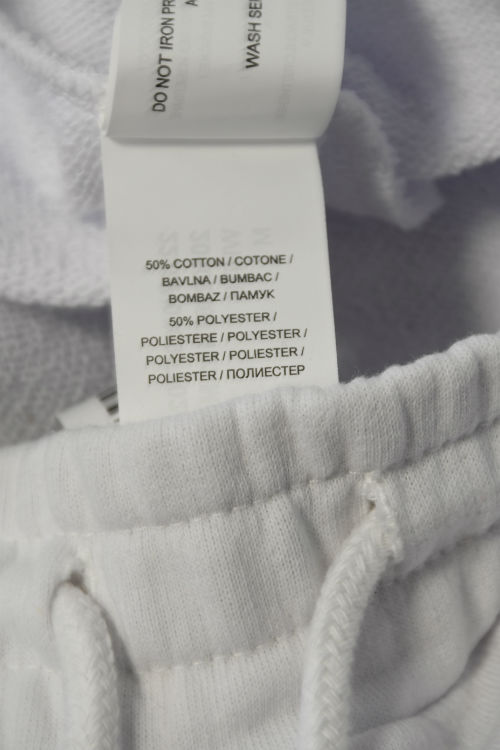 DO NOT IRON PR
WASH SE
50% COTTON / COTONE /
BAVLNA / BUMBAC /
BOMBAZ / ПАМУК
50% POLYESTER /
POLIESTERE / POLYESTER /
POLYESTER / POLIESTER /
POLIESTER / ПОЛИЕСТЕР